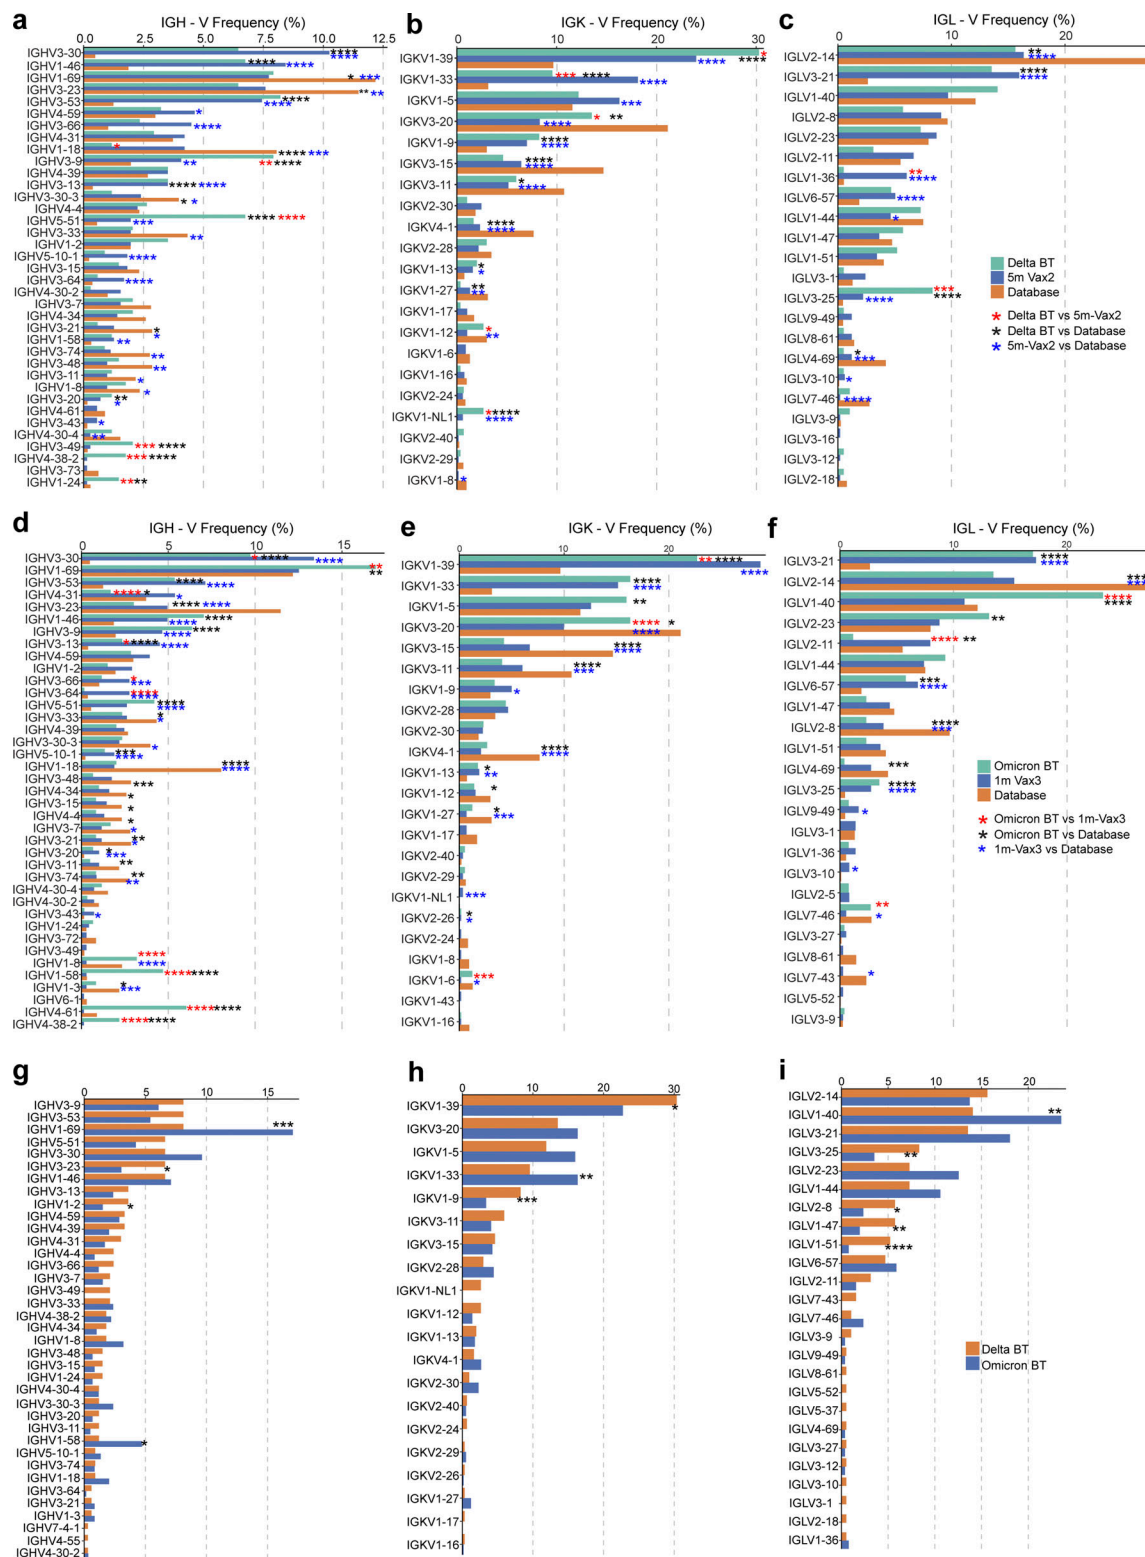 a
IGH - V Frequency (%)
0.0 2.5 5.0 7.5 10.0 12.5
IGHV3-30
IGHV1-46
IGHV1-69
IGHV3-23
IGHV3-53
IGHV4-59
IGHV3-66
IGHV4-31
IGHV1-18
IGHV3-9
IGHV4-39
IGHV3-13
IGHV3-30-3
IGHV4-4
IGHV5-51
IGHV3-33
IGHV1-2
IGHV5-10-1
IGHV3-15
IGHV3-64
IGHV4-30-2
IGHV3-7
IGHV4-34
IGHV3-21
IGHV1-58
IGHV3-74
IGHV3-48
IGHV3-11
IGHV1-8
IGHV3-20
IGHV4-61
IGHV3-43
IGHV4-30-4
IGHV3-49
IGHV4-38-2
IGHV3-73
IGHV1-24
b
IGK - V Frequency (%)
0 10 20 30
IGKV1-39
IGKV1-33
IGKV1-5
IGKV3-20
IGKV1-9
IGKV3-15
IGKV3-11
IGKV2-30
IGKV4-1
IGKV2-28
IGKV1-13
IGKV1-27
IGKV1-17
IGKV1-12
IGKV1-6
IGKV1-16
IGKV2-24
IGKV1-NL1
IGKV2-40
IGKV2-29
IGKV1-8
c
IGL - V Frequency (%)
0 10 20
IGLV2-14
IGLV3-21
IGLV1-40
IGLV2-8
IGLV2-23
IGLV2-11
IGLV1-36
IGLV6-57
IGLV1-44
IGLV1-47
IGLV1-51
IGLV3-1
IGLV3-25
IGLV9-49
IGLV8-61
IGLV4-69
IGLV3-10
IGLV7-46
IGLV3-9
IGLV3-16
IGLV3-12
IGLV2-18
Delta BT
5m Vax2
Database
* Delta BT vs 5m-Vax2
* Delta BT vs Database
* 5m-Vax2 vs Database
d
IGH - V Frequency (%)
0 5 10 15
IGHV3-30
IGHV1-69
IGHV3-53
IGHV4-31
IGHV3-23
IGHV1-46
IGHV3-9
IGHV3-13
IGHV4-59
IGHV1-2
IGHV3-66
IGHV3-64
IGHV5-51
IGHV3-33
IGHV4-39
IGHV3-30-3
IGHV5-10-1
IGHV1-18
IGHV3-48
IGHV4-34
IGHV3-15
IGHV4-4
IGHV3-7
IGHV3-21
IGHV3-20
IGHV3-11
IGHV3-74
IGHV4-30-4
IGHV4-30-2
IGHV3-43
IGHV1-24
IGHV3-72
IGHV3-49
IGHV1-8
IGHV1-58
IGHV1-3
IGHV6-1
IGHV4-61
IGHV4-38-2
e
IGK - V Frequency (%)
0 10 20
IGKV1-39
IGKV1-33
IGKV1-5
IGKV3-20
IGKV3-15
IGKV3-11
IGKV1-9
IGKV2-28
IGKV2-30
IGKV4-1
IGKV1-13
IGKV1-12
IGKV1-27
IGKV1-17
IGKV2-40
IGKV2-29
IGKV1-NL1
IGKV2-26
IGKV2-24
IGKV1-8
IGKV1-6
IGKV1-43
IGKV1-16
f
IGL - V Frequency (%)
0 10 20
IGLV3-21
IGLV2-14
IGLV1-40
IGLV2-23
IGLV2-11
IGLV1-44
IGLV6-57
IGLV1-47
IGLV2-8
IGLV1-51
IGLV4-69
IGLV3-25
IGLV9-49
IGLV3-1
IGLV1-36
IGLV3-10
IGLV2-5
IGLV7-46
IGLV3-27
IGLV8-61
IGLV7-43
IGLV5-52
IGLV3-9
Omicron BT
1m Vax3
Database
* Omicron BT vs 1m-Vax3
* Omicron BT vs Database
* 1m-Vax3 vs Database
g
0 5 10 15
IGHV3-9
IGHV3-53
IGHV1-69
IGHV5-51
IGHV3-30
IGHV3-23
IGHV1-46
IGHV3-13
IGHV1-2
IGHV4-59
IGHV4-39
IGHV4-31
IGHV4-4
IGHV3-66
IGHV3-7
IGHV3-49
IGHV3-33
IGHV4-38-2
IGHV4-34
IGHV1-8
IGHV3-48
IGHV3-15
IGHV1-24
IGHV4-30-4
IGHV3-30-3
IGHV3-20
IGHV3-11
IGHV1-58
IGHV5-10-1
IGHV3-74
IGHV1-18
IGHV3-64
IGHV3-21
IGHV1-3
IGHV7-4-1
IGHV4-55
IGHV4-30-2
h
0 10 20 30
IGKV1-39
IGKV3-20
IGKV1-5
IGKV1-33
IGKV1-9
IGKV3-11
IGKV3-15
IGKV2-28
IGKV1-NL1
IGKV1-12
IGKV1-13
IGKV4-1
IGKV2-30
IGKV2-40
IGKV2-24
IGKV2-29
IGKV2-26
IGKV1-27
IGKV1-17
IGKV1-16
i
0 5 10 15 20
IGLV2-14
IGLV1-40
IGLV3-21
IGLV3-25
IGLV2-23
IGLV1-44
IGLV2-8
IGLV1-47
IGLV1-51
IGLV6-57
IGLV2-11
IGLV7-43
IGLV7-46
IGLV3-9
IGLV9-49
IGLV8-61
IGLV5-52
IGLV5-37
IGLV4-69
IGLV3-27
IGLV3-12
IGLV3-10
IGLV3-1
IGLV2-18
IGLV1-36
Delta BT
Omicron BT